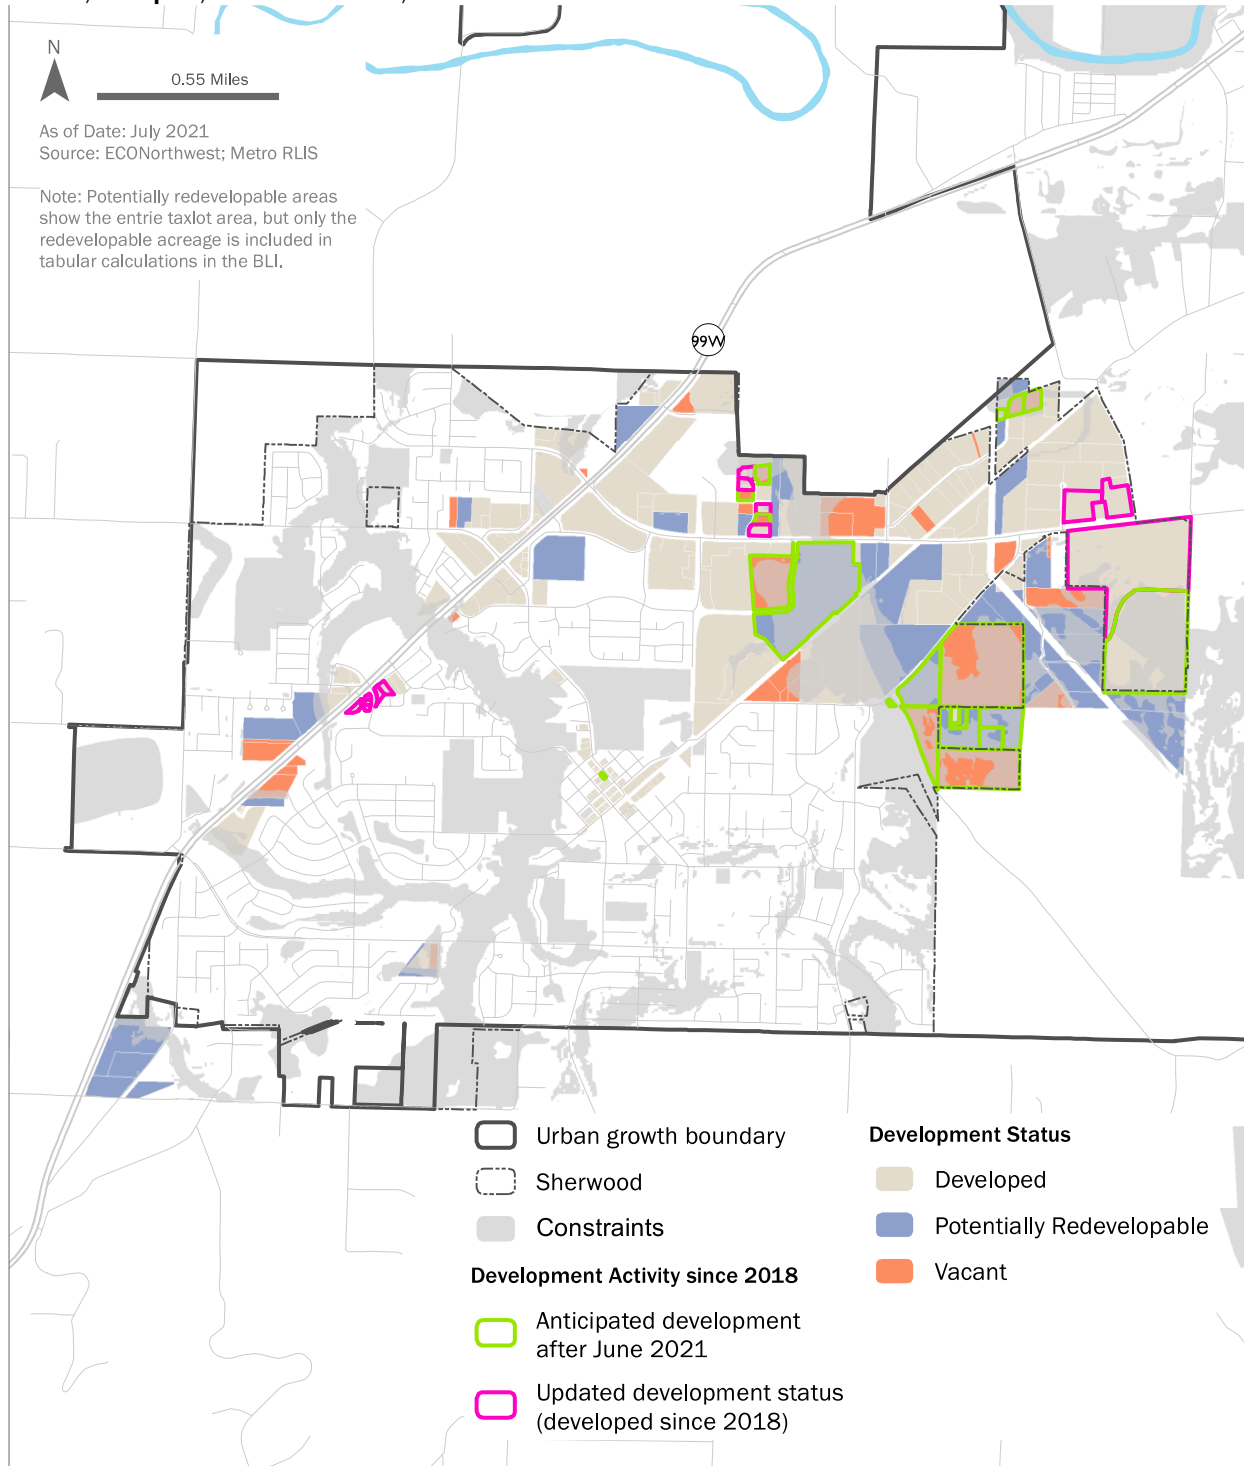 N
0.55 Miles
As of Date: July 2021
Source: ECONorthwest; Metro RLIS
Note: Potentially redevelopable areas
show the entrie taxlot area, but only the
redevelopable acreage is included in
tabular calculations in the BLI.
99W
Urban growth boundary
Sherwood
Constraints
Development Activity since 2018
Anticipated development
after June 2021
Updated development status
(developed since 2018)
Development Status
Developed
Potentially Redevelopable
Vacant